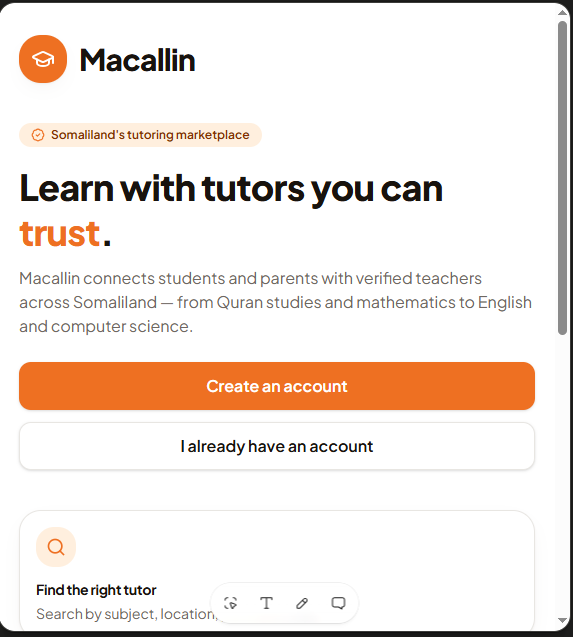 Macallin
Somaliland's tutoring marketplace
Learn with tutors you can
trust.
Macallin connects students and parents with verified teachers
across Somaliland — from Quran studies and mathematics to English
and computer science.
Create an account
I already have an account
Find the right tutor
Search by subject, location,